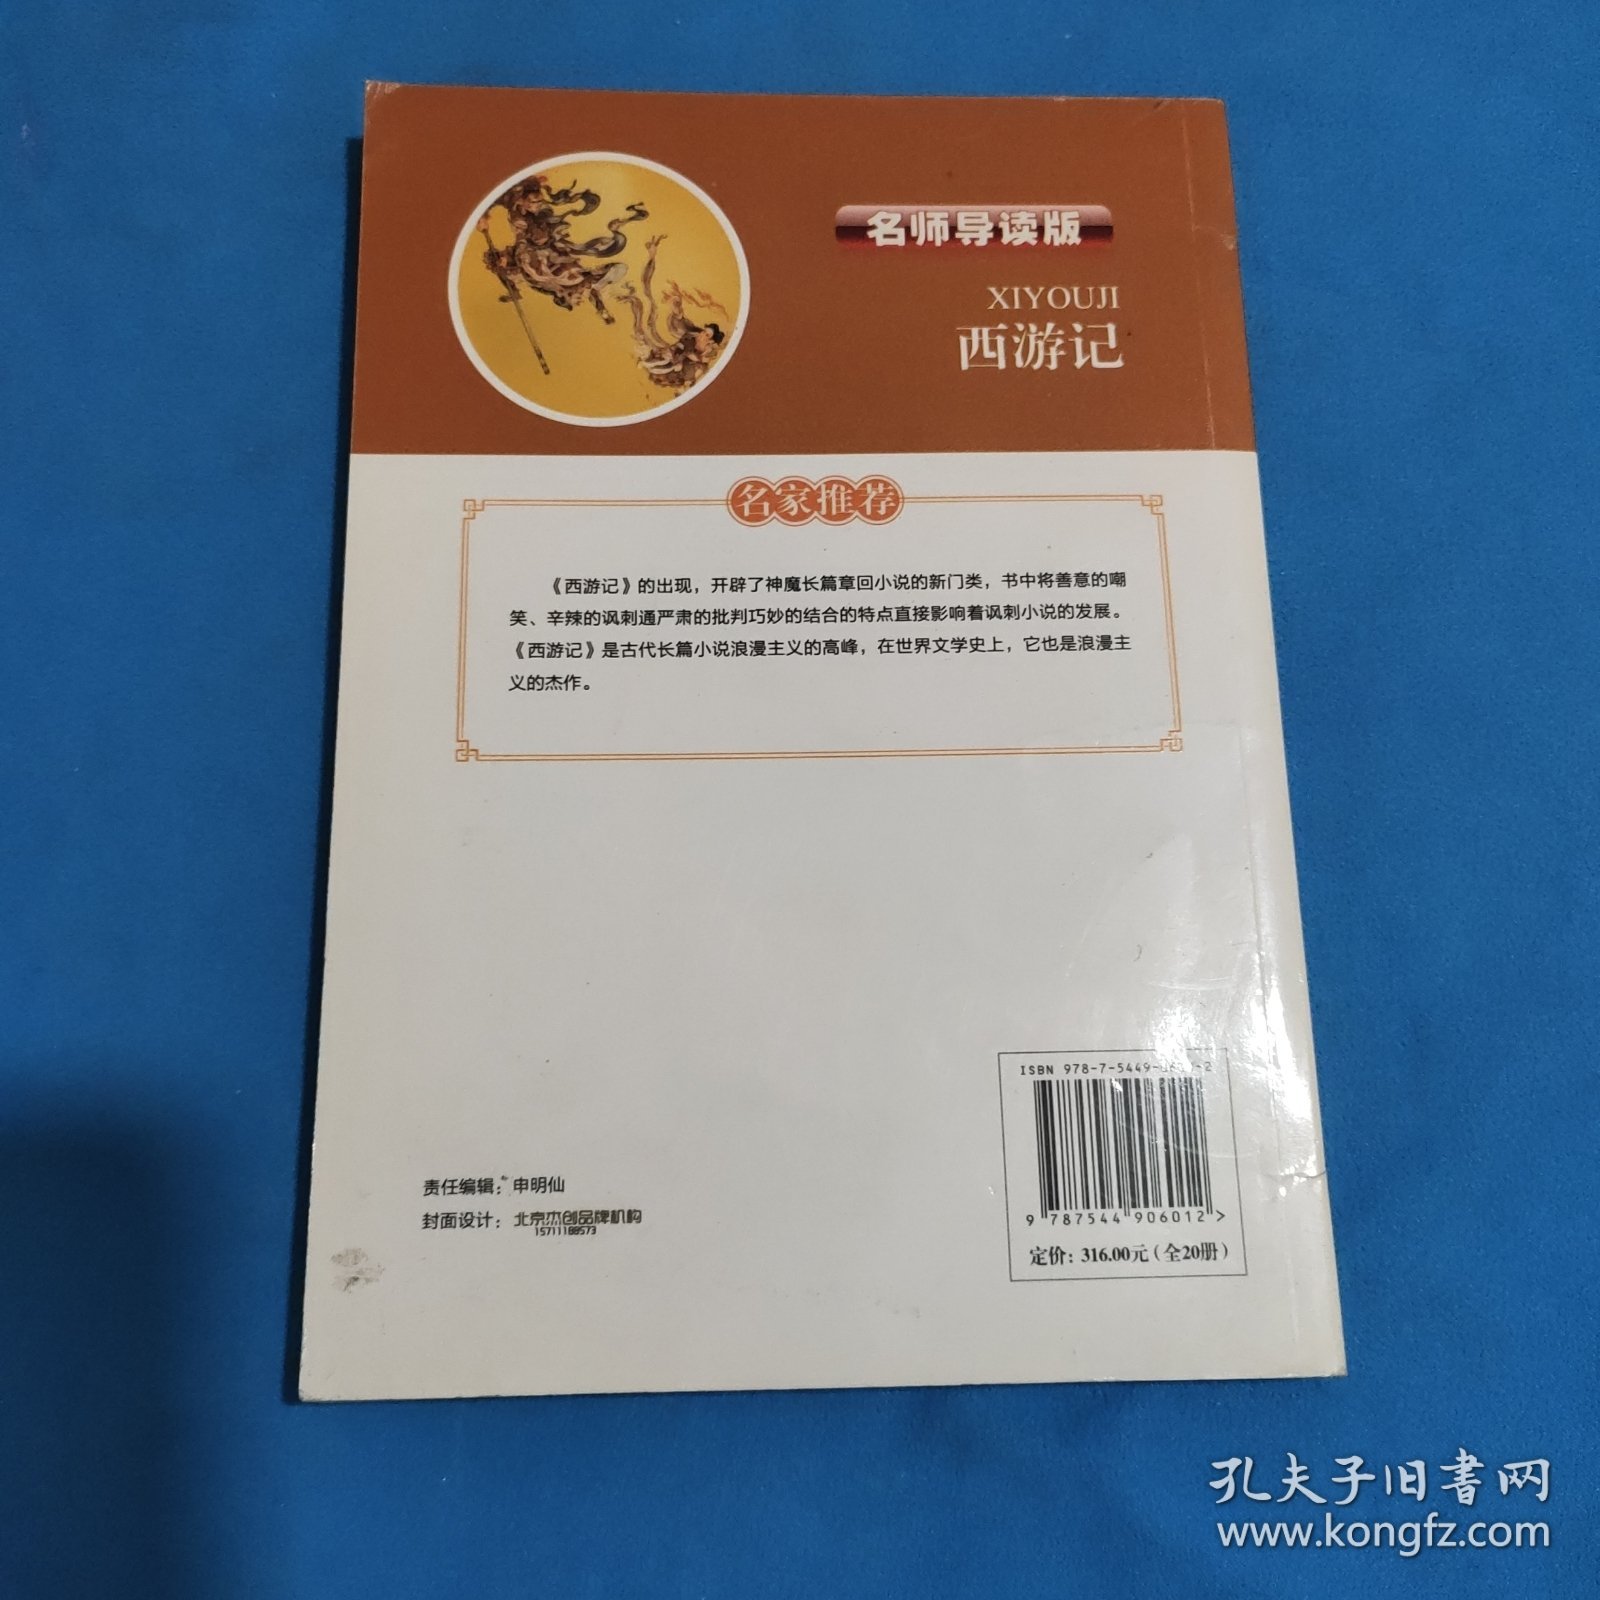 名师导读版
XIYOUJI
西游记
名家推荐
《西游记》的出现，开辟了神魔长篇章回小说的新门类，书中将善意的嘲
笑、辛辣的讽刺通严肃的批判巧妙的结合的特点直接影响着讽刺小说的发展。
《西游记》是古代长篇小说浪漫主义的高峰，在世界文学史上，它也是浪漫主
义的杰作。
ISBN 978-7-5449-
9 787544 906012 >
定价：316.00元（全20册）
责任编辑：申明仙
封面设计：北京杰创品牌机构
15711188573
孔夫子旧书网
www.kongfz.com